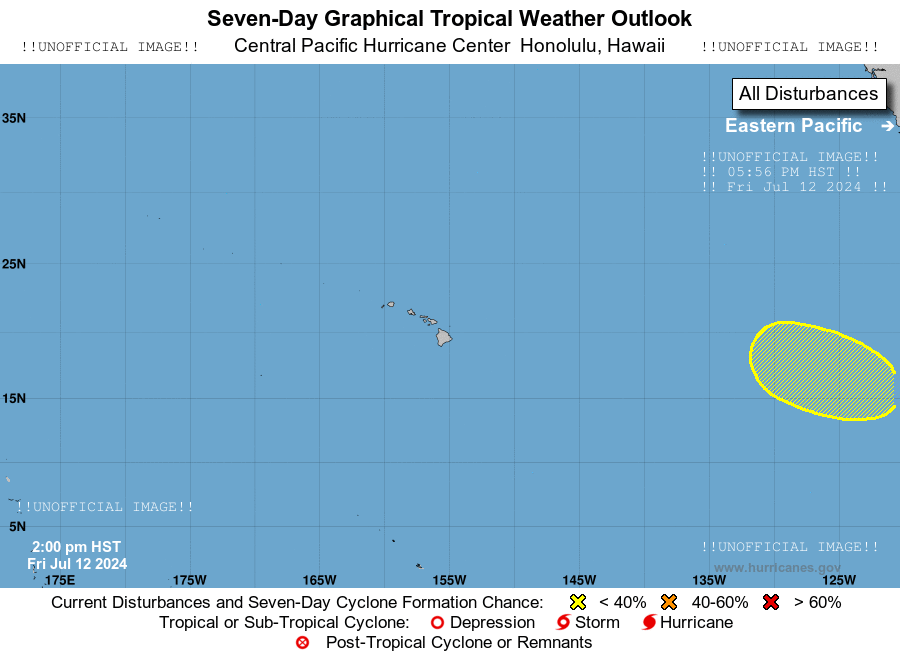 Seven-Day Graphical Tropical Weather Outlook
!!UNOFFICIAL IMAGE!! Central Pacific Hurricane Center Honolulu, Hawaii !!UNOFFICIAL IMAGE!!
All Disturbances
35N
Eastern Pacific
!!UNOFFICIAL IMAGE!!
!! 05:56 PM HST !!
!! Fri Jul 12 2024 !!
25N
15N
!!UNOFFICIAL IMAGE!!
5N
2:00 pm HST
Fri Jul 12 2024
!!UNOFFICIAL IMAGE!!
www.hurricanes.gov
175E 175W 165W 155W 145W 135W 125W
Current Disturbances and Seven-Day Cyclone Formation Chance: < 40% 40-60% > 60%
Tropical or Sub-Tropical Cyclone: Depression Storm Hurricane
Post-Tropical Cyclone or Remnants